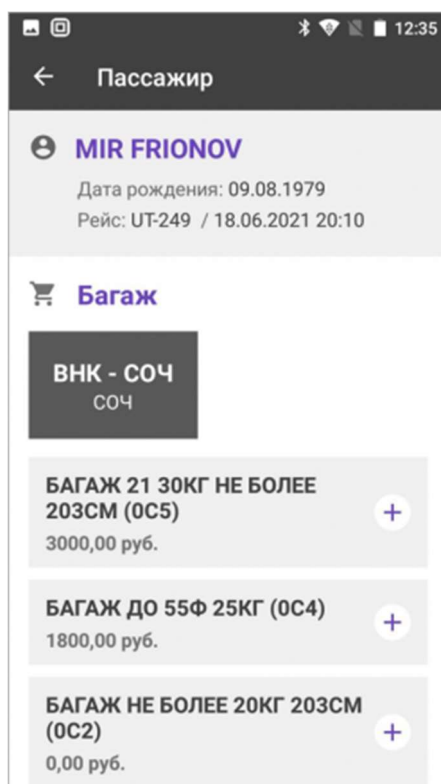 12:35
Пассажир
MIR FRIONOV
Дата рождения: 09.08.1979
Рейс: UT-249 / 18.06.2021 20:10
Багаж
ВНК - СОЧ
СОЧ
БАГАЖ 21 30КГ НЕ БОЛЕЕ
203СМ (0С5)
3000,00 руб.
БАГАЖ ДО 55Ф 25КГ (0С4)
1800,00 руб.
БАГАЖ НЕ БОЛЕЕ 20КГ 203СМ
(0С2)
0,00 руб.